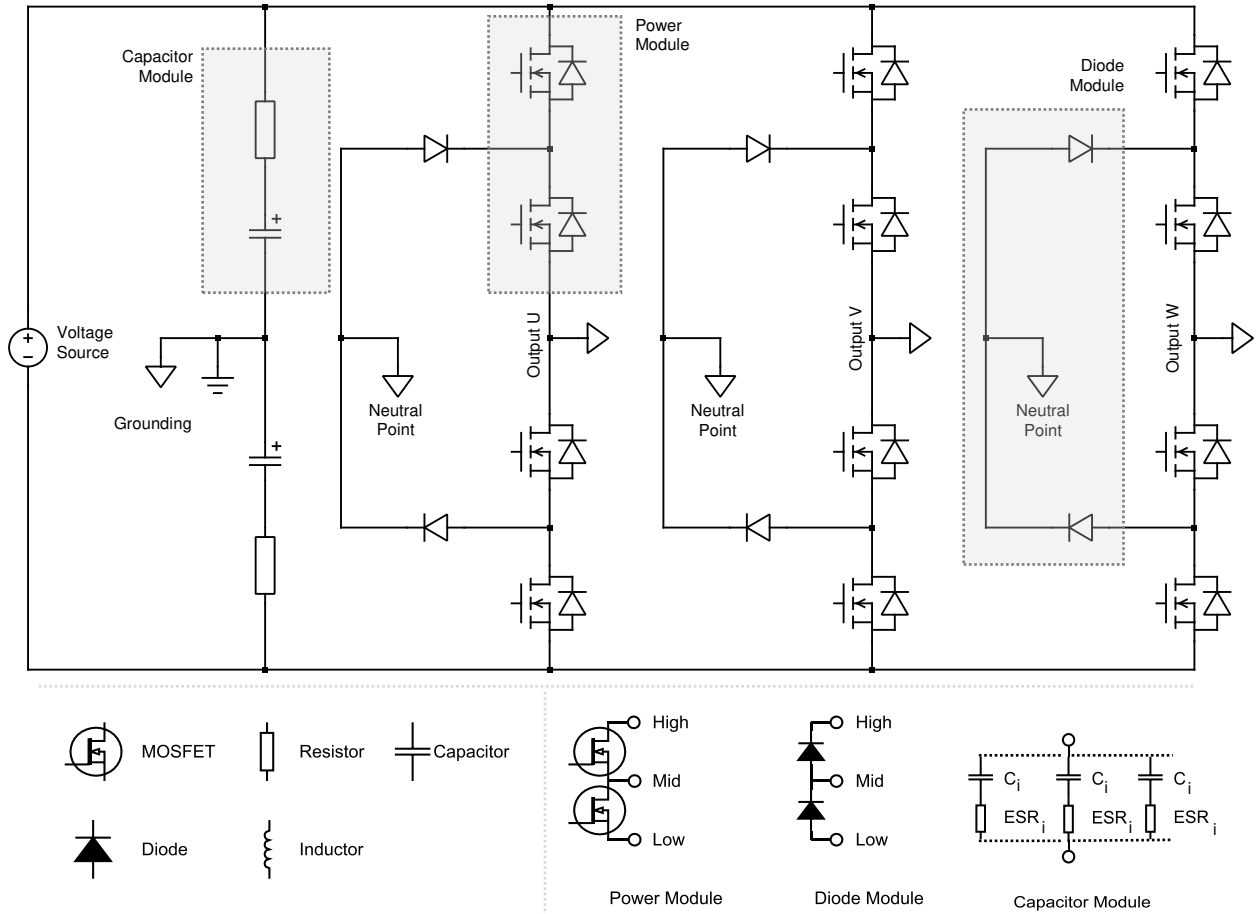 Capacitor
Module
Power
Module
Diode
Module
+
+
−
Voltage
Source
Output U
Output V
Output W
Grounding
Neutral
Point
Neutral
Point
Neutral
Point
+
MOSFET
Resistor
Capacitor
Diode
Inductor
High
Mid
Low
Power Module
High
Mid
Low
Diode Module
C i
C i
C i
ESR i
ESR i
ESR i
Capacitor Module